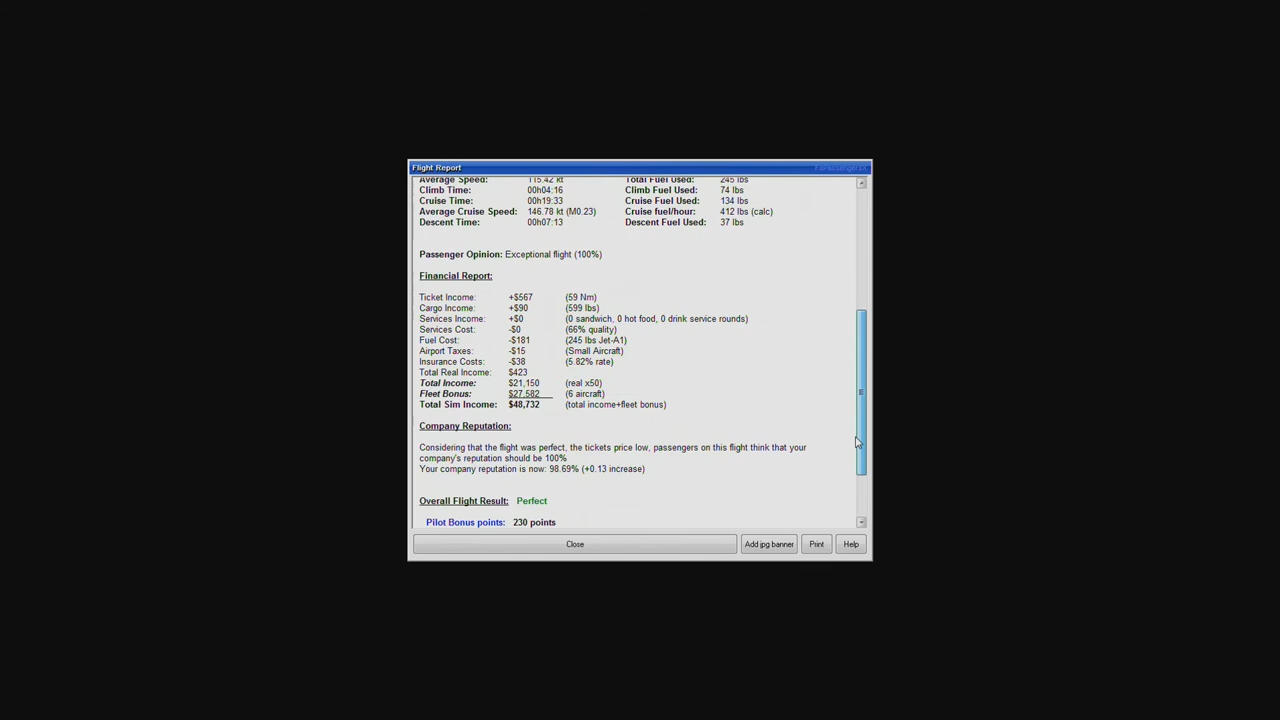 Flight Report
Average Speed: 115.42 kt Total Fuel Used: 245 lbs
Climb Time: 00h04:16 Climb Fuel Used: 74 lbs
Cruise Time: 00h19:33 Cruise Fuel Used: 134 lbs
Average Cruise Speed: 146.78 kt (M0.23) Cruise fuel/hour: 412 lbs (calc)
Descent Time: 00h07:13 Descent Fuel Used: 37 lbs
Passenger Opinion: Exceptional flight (100%)
Financial Report:
Ticket Income: +$567 (59 Nm)
Cargo Income: +$90 (599 lbs)
Services Income: +$0 (0 sandwich, 0 hot food, 0 drink service rounds)
Services Cost: -$0 (66% quality)
Fuel Cost: -$181 (245 lbs Jet-A1)
Airport Taxes: -$15 (Small Aircraft)
Insurance Costs: -$38 (5.82% rate)
Total Real Income: $423
Total Income: $21,150 (real x50)
Fleet Bonus: $27,582 (6 aircraft)
Total Sim Income: $48,732 (total income+fleet bonus)
Company Reputation:
Considering that the flight was perfect, the tickets price low, passengers on this flight think that your
company's reputation should be 100%
Your company reputation is now: 98.69% (+0.13 increase)
Overall Flight Result: Perfect
Pilot Bonus points: 230 points
Close Add jpg banner Print Help